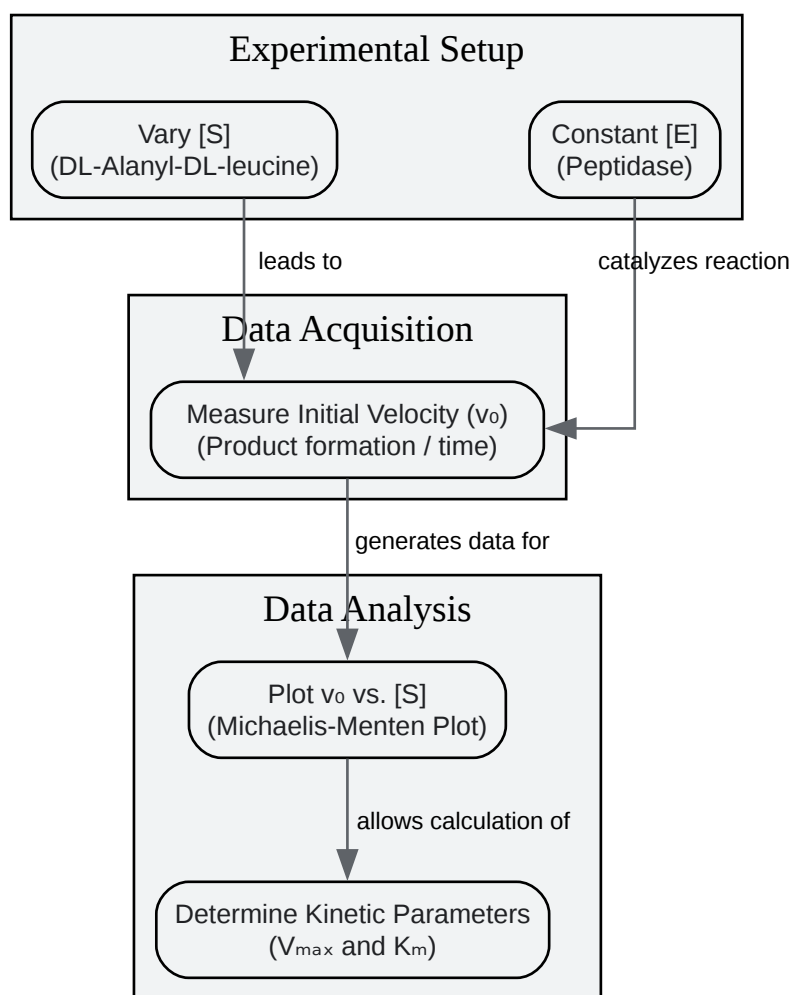 Experimental Setup
Vary [S]
(DL-Alanyl-DL-leucine)
Constant [E]
(Peptidase)
leads to
catalyzes reaction
Data Acquisition
Measure Initial Velocity (v₀)
(Product formation / time)
generates data for
Data Analysis
Plot v₀ vs. [S]
(Michaelis-Menten Plot)
allows calculation of
Determine Kinetic Parameters
(Vₘₐₓ and Kₘ)